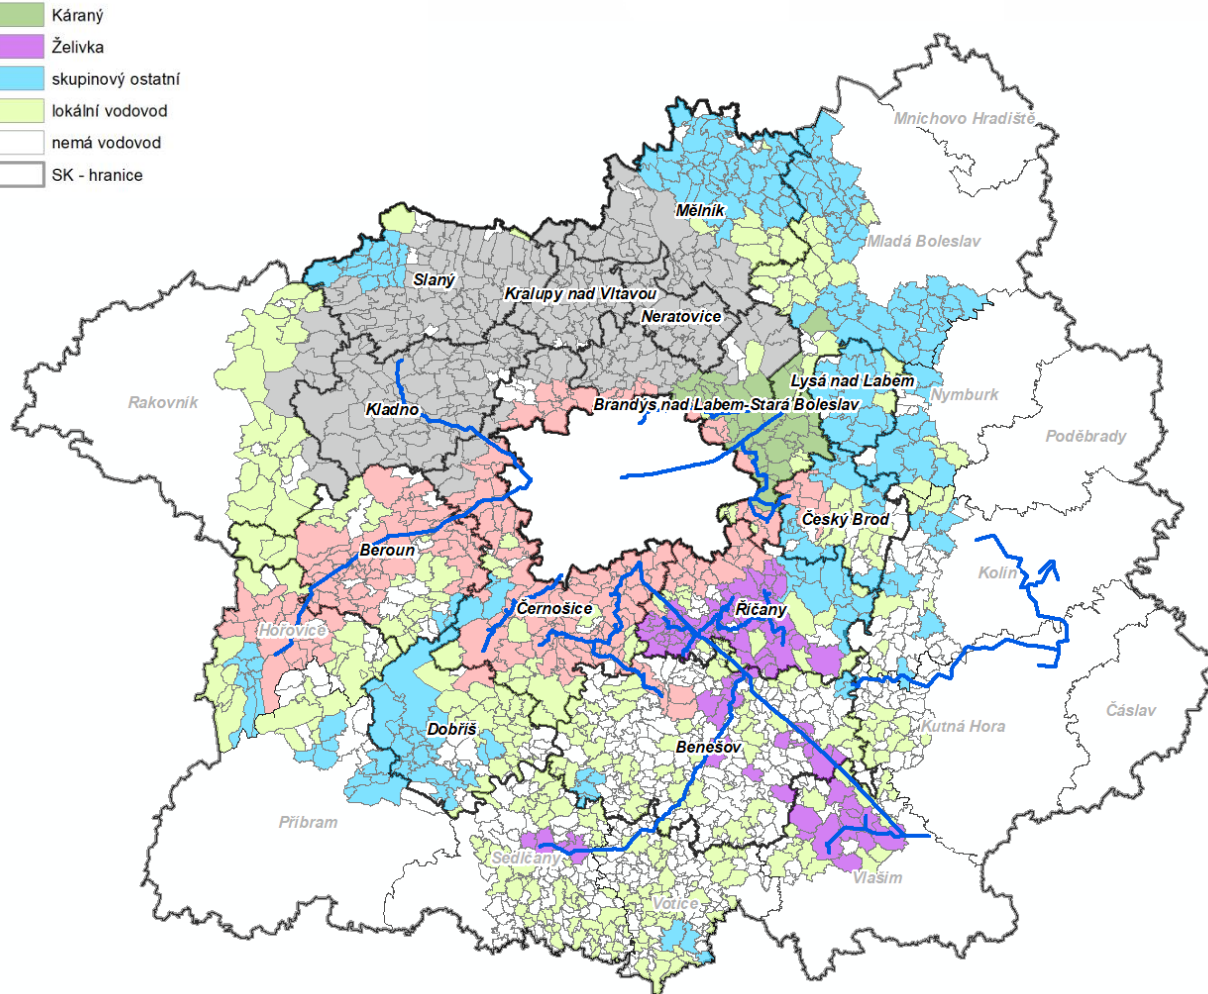 Káraný
Želivka
skupinový ostatní
lokální vodovod
nemá vodovod
SK - hranice
Mnichovo Hradiště
Mělník
Mladá Boleslav
Slaný
Kralupy nad Vltavou
Neratovice
Lysá nad Labem
Nymburk
Rakovník
Kladno
Brandýs nad Labem-Stará Boleslav
Poděbrady
Český Brod
Beroun
Kolín
Černošice
Říčany
Hořovice
Dobříš
Benešov
Kutná Hora
Čáslav
Příbram
Sedlčany
Vlašim
Votice